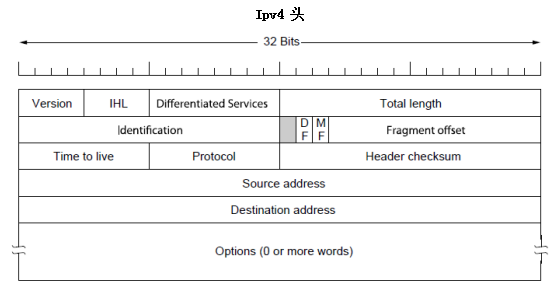 Ipv4 头
32 Bits
Version IHL Differentiated Services Total length
Identification D F M F Fragment offset
Time to live Protocol Header checksum
Source address
Destination address
Options (0 or more words)